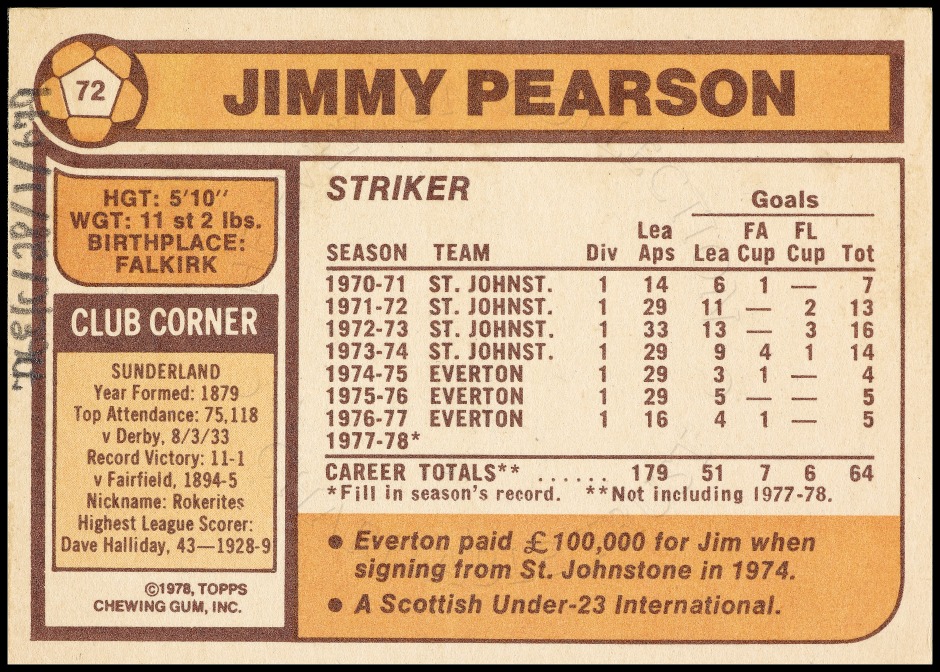 72
JIMMY PEARSON
HGT: 5'10"
WGT: 11 st 2 lbs.
BIRTHPLACE:
FALKIRK
CLUB CORNER
SUNDERLAND
Year Formed: 1879
Top Attendance: 75,118
v Derby, 8/3/33
Record Victory: 11-1
v Fairfield, 1894-5
Nickname: Rokerites
Highest League Scorer:
Dave Halliday, 43—1928-9
©1978, TOPPS
CHEWING GUM, INC.
STRIKER
Goals
Lea FA FL
SEASON TEAM Div Aps Lea Cup Cup Tot
1970-71 ST. JOHNST. 1 14 6 1 — 7
1971-72 ST. JOHNST. 1 29 11 — 2 13
1972-73 ST. JOHNST. 1 33 13 — 3 16
1973-74 ST. JOHNST. 1 29 9 4 1 14
1974-75 EVERTON 1 29 3 1 — 4
1975-76 EVERTON 1 29 5 — — 5
1976-77 EVERTON 1 16 4 1 — 5
1977-78*
CAREER TOTALS** ...... 179 51 7 6 64
*Fill in season's record. **Not including 1977-78.
● Everton paid £100,000 for Jim when
signing from St. Johnstone in 1974.
● A Scottish Under-23 International.